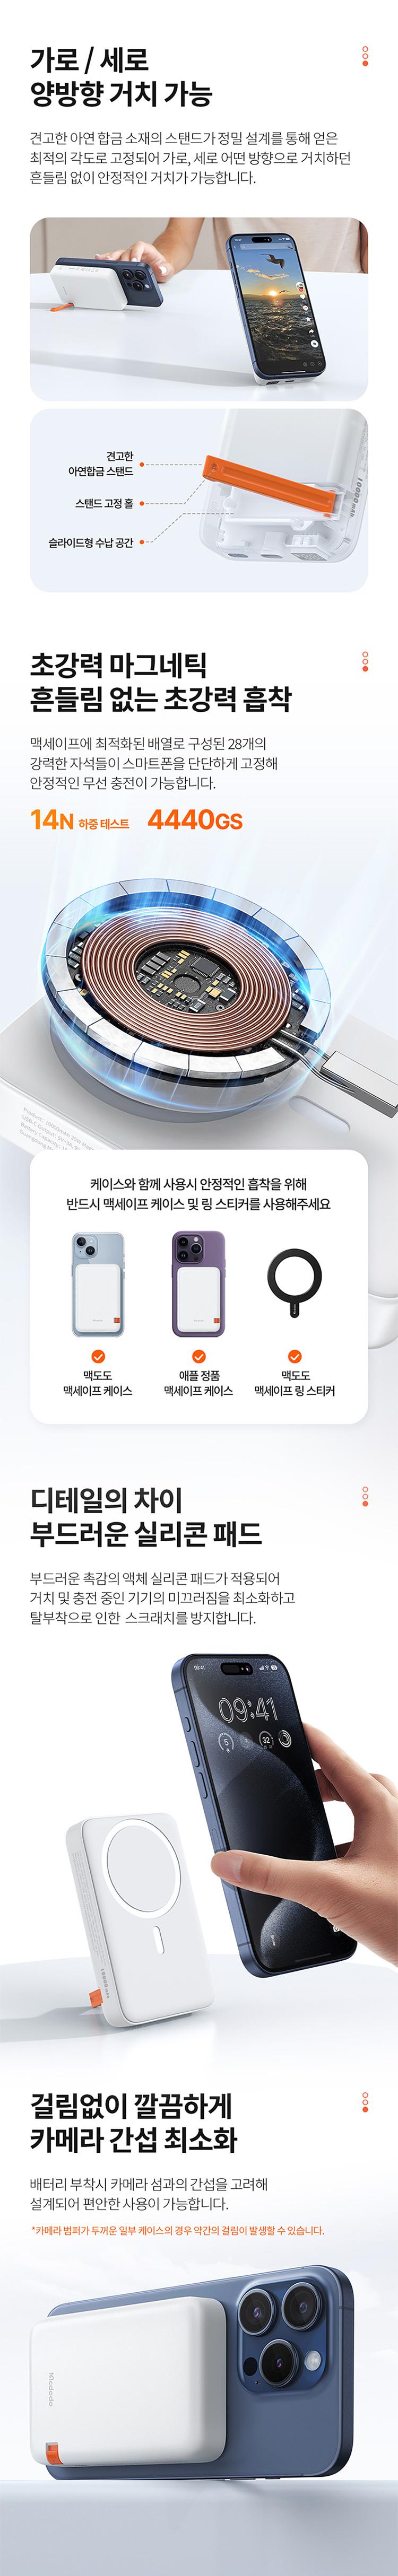 가로 / 세로
양방향 거치 가능
견고한 아연 합금 소재의 스탠드가 정밀 설계를 통해 얻은
최적의 각도로 고정되어 가로, 세로 어떤 방향으로 거치하던
흔들림 없이 안정적인 거치가 가능합니다.
견고한
아연합금 스탠드
스탠드 고정 홀
슬라이드형 수납 공간
10000mAh
초강력 마그네틱
흔들림 없는 초강력 흡착
맥세이프에 최적화된 배열로 구성된 28개의
강력한 자석들이 스마트폰을 단단하게 고정해
안정적인 무선 충전이 가능합니다.
14N 하중 테스트 4440GS
케이스와 함께 사용시 안정적인 흡착을 위해
반드시 맥세이프 케이스 및 링 스티커를 사용해주세요
맥도도
맥세이프 케이스
애플 정품
맥세이프 케이스
맥도도
맥세이프 링 스티커
디테일의 차이
부드러운 실리콘 패드
부드러운 촉감의 액체 실리콘 패드가 적용되어
거치 및 충전 중인 기기의 미끄러짐을 최소화하고
탈부착으로 인한 스크래치를 방지합니다.
09:41
09:41
5
32
10000mAh
걸림없이 깔끔하게
카메라 간섭 최소화
배터리 부착시 카메라 섬과의 간섭을 고려해
설계되어 편안한 사용이 가능합니다.
*카메라 범퍼가 두꺼운 일부 케이스의 경우 약간의 걸림이 발생할 수 있습니다.
Mcdodo